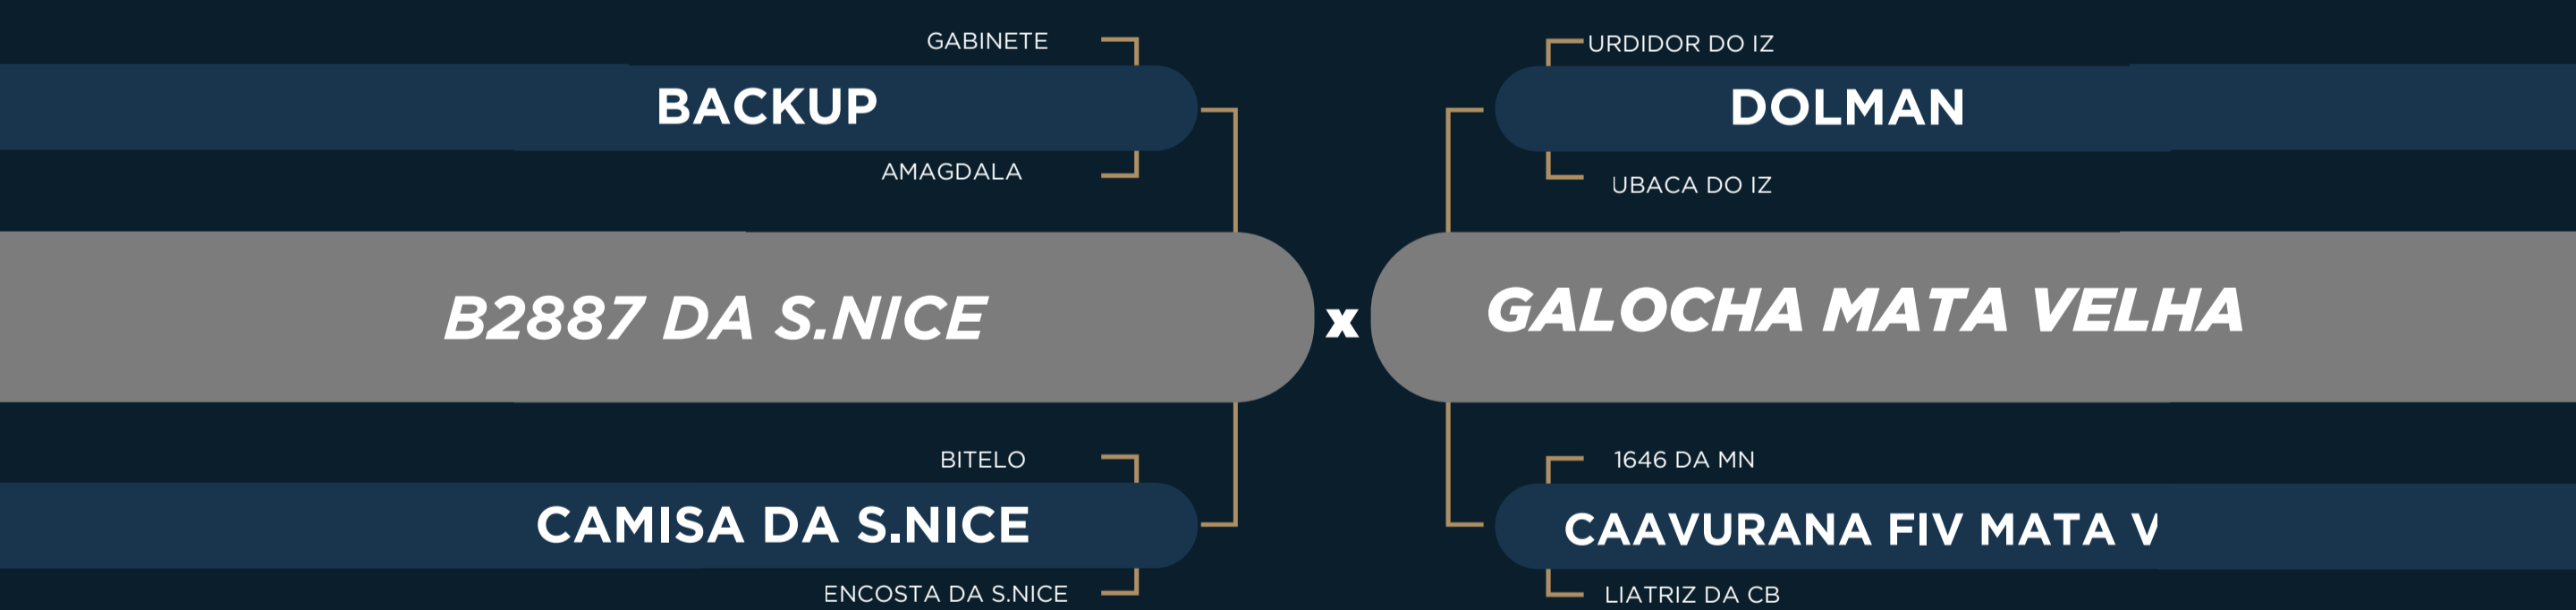 GABINETE
BACKUP
AMAGDALA
B2887 DA S.NICE
BITELO
CAMISA DA S.NICE
ENCOSTA DA S.NICE
x
URDIDOR DO IZ
DOLMAN
UBACA DO IZ
GALOCHA MATA VELHA
1646 DA MN
CAAVURANA FIV MATA V
LIATRIZ DA CB